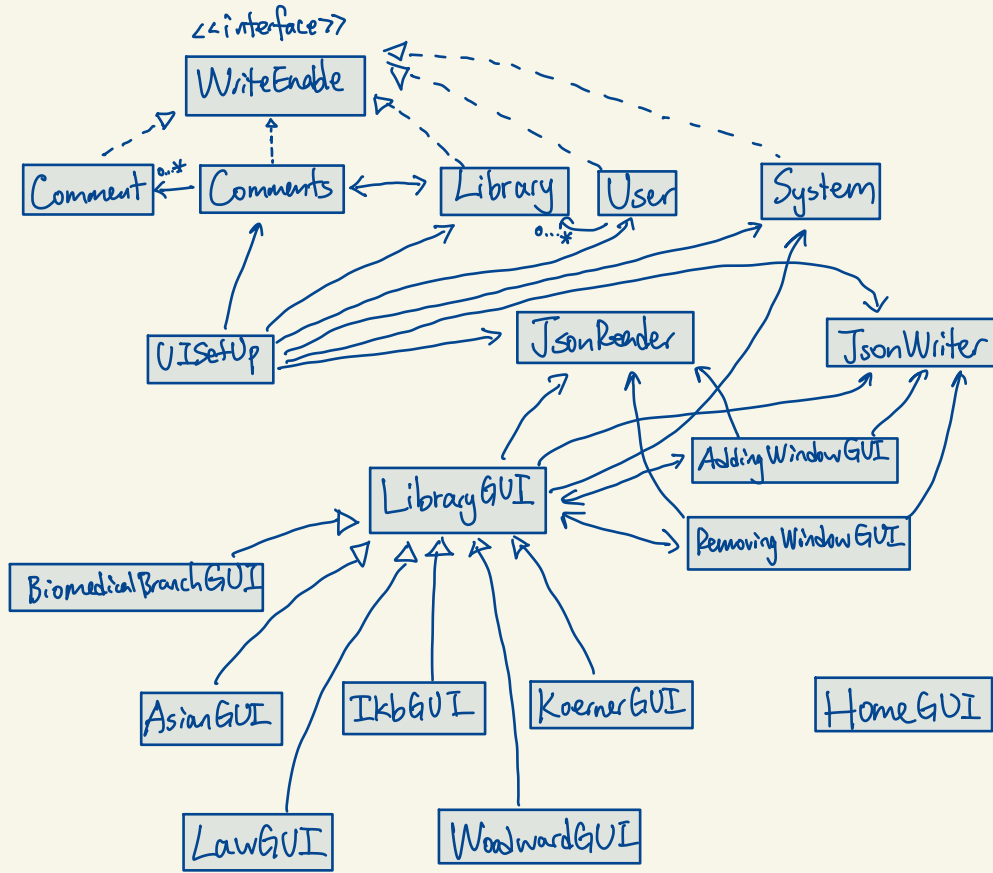 <<interface>>
WriteEnable
Comment
0...*
Comments
Library
User
System
0...*
UISetUp
JsonReader
JsonWriter
AddingWindowGUI
LibraryGUI
RemovingWindowGUI
BiomedicalBranchGUI
AsianGUI
IkbGUI
KoernerGUI
HomeGUI
LawGUI
WoodwardGUI